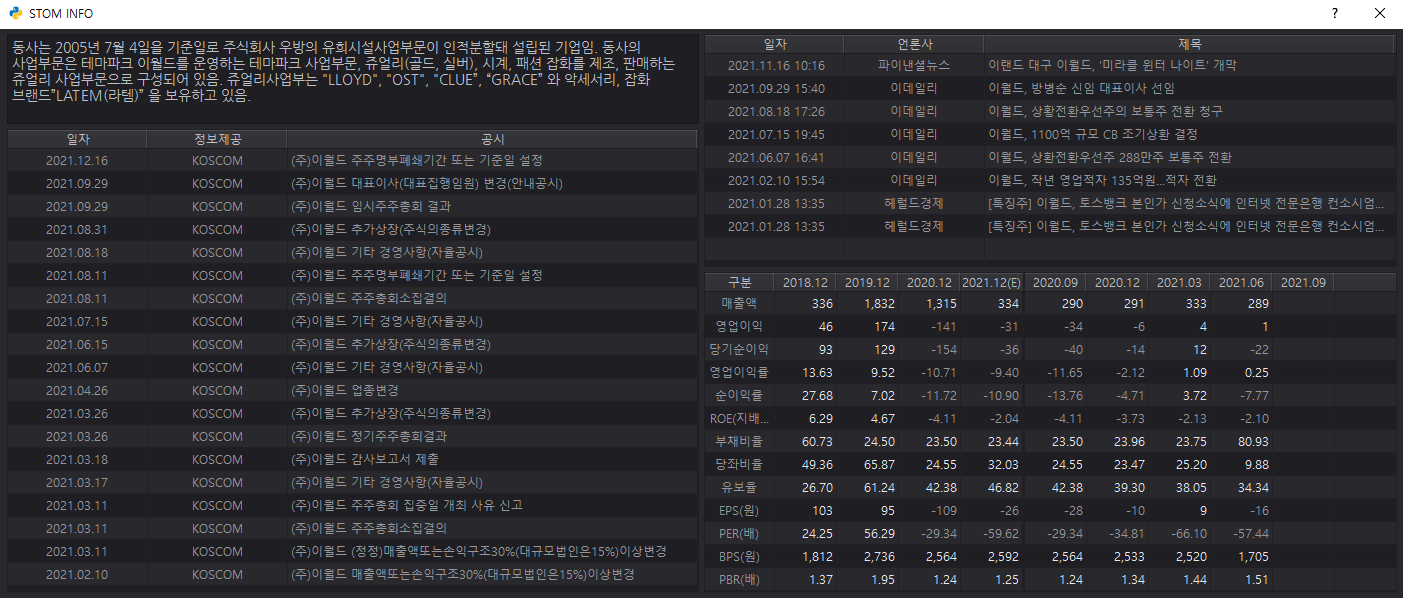 STOM INFO
동사는 2005년 7월 4일을 기준일로 주식회사 우방의 유희시설사업부문이 인적분할돼 설립된 기업임. 동사의
사업부문은 테마파크 이월드를 운영하는 테마파크 사업부문, 쥬얼리(골드, 실버), 시계, 패션 잡화를 제조, 판매하는
쥬얼리 사업부문으로 구성되어 있음. 쥬얼리사업부는 "LLOYD", "OST", "CLUE”, “GRACE” 와 악세서리, 잡화
브랜드”LATEM(라템)” 을 보유하고 있음.
일자 정보제공 공시
2021.12.16 KOSCOM (주)이월드 주주명부폐쇄기간 또는 기준일 설정
2021.09.29 KOSCOM (주)이월드 대표이사(대표집행임원) 변경(안내공시)
2021.09.29 KOSCOM (주)이월드 임시주주총회 결과
2021.08.31 KOSCOM (주)이월드 추가상장(주식의종류변경)
2021.08.18 KOSCOM (주)이월드 기타 경영사항(자율공시)
2021.08.11 KOSCOM (주)이월드 주주명부폐쇄기간 또는 기준일 설정
2021.08.11 KOSCOM (주)이월드 주주총회소집결의
2021.07.15 KOSCOM (주)이월드 기타 경영사항(자율공시)
2021.06.15 KOSCOM (주)이월드 추가상장(주식의종류변경)
2021.06.07 KOSCOM (주)이월드 기타 경영사항(자율공시)
2021.04.26 KOSCOM (주)이월드 업종변경
2021.03.26 KOSCOM (주)이월드 추가상장(주식의종류변경)
2021.03.26 KOSCOM (주)이월드 정기주주총회결과
2021.03.18 KOSCOM (주)이월드 감사보고서 제출
2021.03.17 KOSCOM (주)이월드 기타 경영사항(자율공시)
2021.03.11 KOSCOM (주)이월드 주주총회 집중일 개최 사유 신고
2021.03.11 KOSCOM (주)이월드 주주총회소집결의
2021.03.11 KOSCOM (주)이월드 (정정)매출액또는손익구조30%(대규모법인은15%)이상변경
2021.02.10 KOSCOM (주)이월드 매출액또는손익구조30%(대규모법인은15%)이상변경
일자 언론사 제목
2021.11.16 10:16 파이낸셜뉴스 이랜드 대구 이월드, '미라클 윈터 나이트' 개막
2021.09.29 15:40 이데일리 이월드, 방병순 신임 대표이사 선임
2021.08.18 17:26 이데일리 이월드, 상황전환우선주의 보통주 전환 청구
2021.07.15 19:45 이데일리 이월드, 1100억 규모 CB 조기상환 결정
2021.06.07 16:41 이데일리 이월드, 상환전환우선주 288만주 보통주 전환
2021.02.10 15:54 이데일리 이월드, 작년 영업적자 135억원...적자 전환
2021.01.28 13:35 헤럴드경제 [특징주] 이월드, 토스뱅크 본인가 신청소식에 인터넷 전문은행 컨소시엄...
2021.01.28 13:35 헤럴드경제 [특징주] 이월드, 토스뱅크 본인가 신청소식에 인터넷 전문은행 컨소시엄...
구분 2018.12 2019.12 2020.12 2021.12(E) 2020.09 2020.12 2021.03 2021.06 2021.09
매출액 336 1,832 1,315 334 290 291 333 289
영업이익 46 174 -141 -31 -34 -6 4 1
당기순이익 93 129 -154 -36 -40 -14 12 -22
영업이익률 13.63 9.52 -10.71 -9.40 -11.65 -2.12 1.09 0.25
순이익률 27.68 7.02 -11.72 -10.90 -13.76 -4.71 3.72 -7.77
ROE(지배... 6.29 4.67 -4.11 -2.04 -4.11 -3.73 -2.13 -2.10
부채비율 60.73 24.50 23.50 23.44 23.50 23.96 23.75 80.93
당좌비율 49.36 65.87 24.55 32.03 24.55 23.47 25.20 9.88
유보율 26.70 61.24 42.38 46.82 42.38 39.30 38.05 34.34
EPS(원) 103 95 -109 -26 -28 -10 9 -16
PER(배) 24.25 56.29 -29.34 -59.62 -29.34 -34.81 -66.10 -57.44
BPS(원) 1,812 2,736 2,564 2,592 2,564 2,533 2,520 1,705
PBR(배) 1.37 1.95 1.24 1.25 1.24 1.34 1.44 1.51